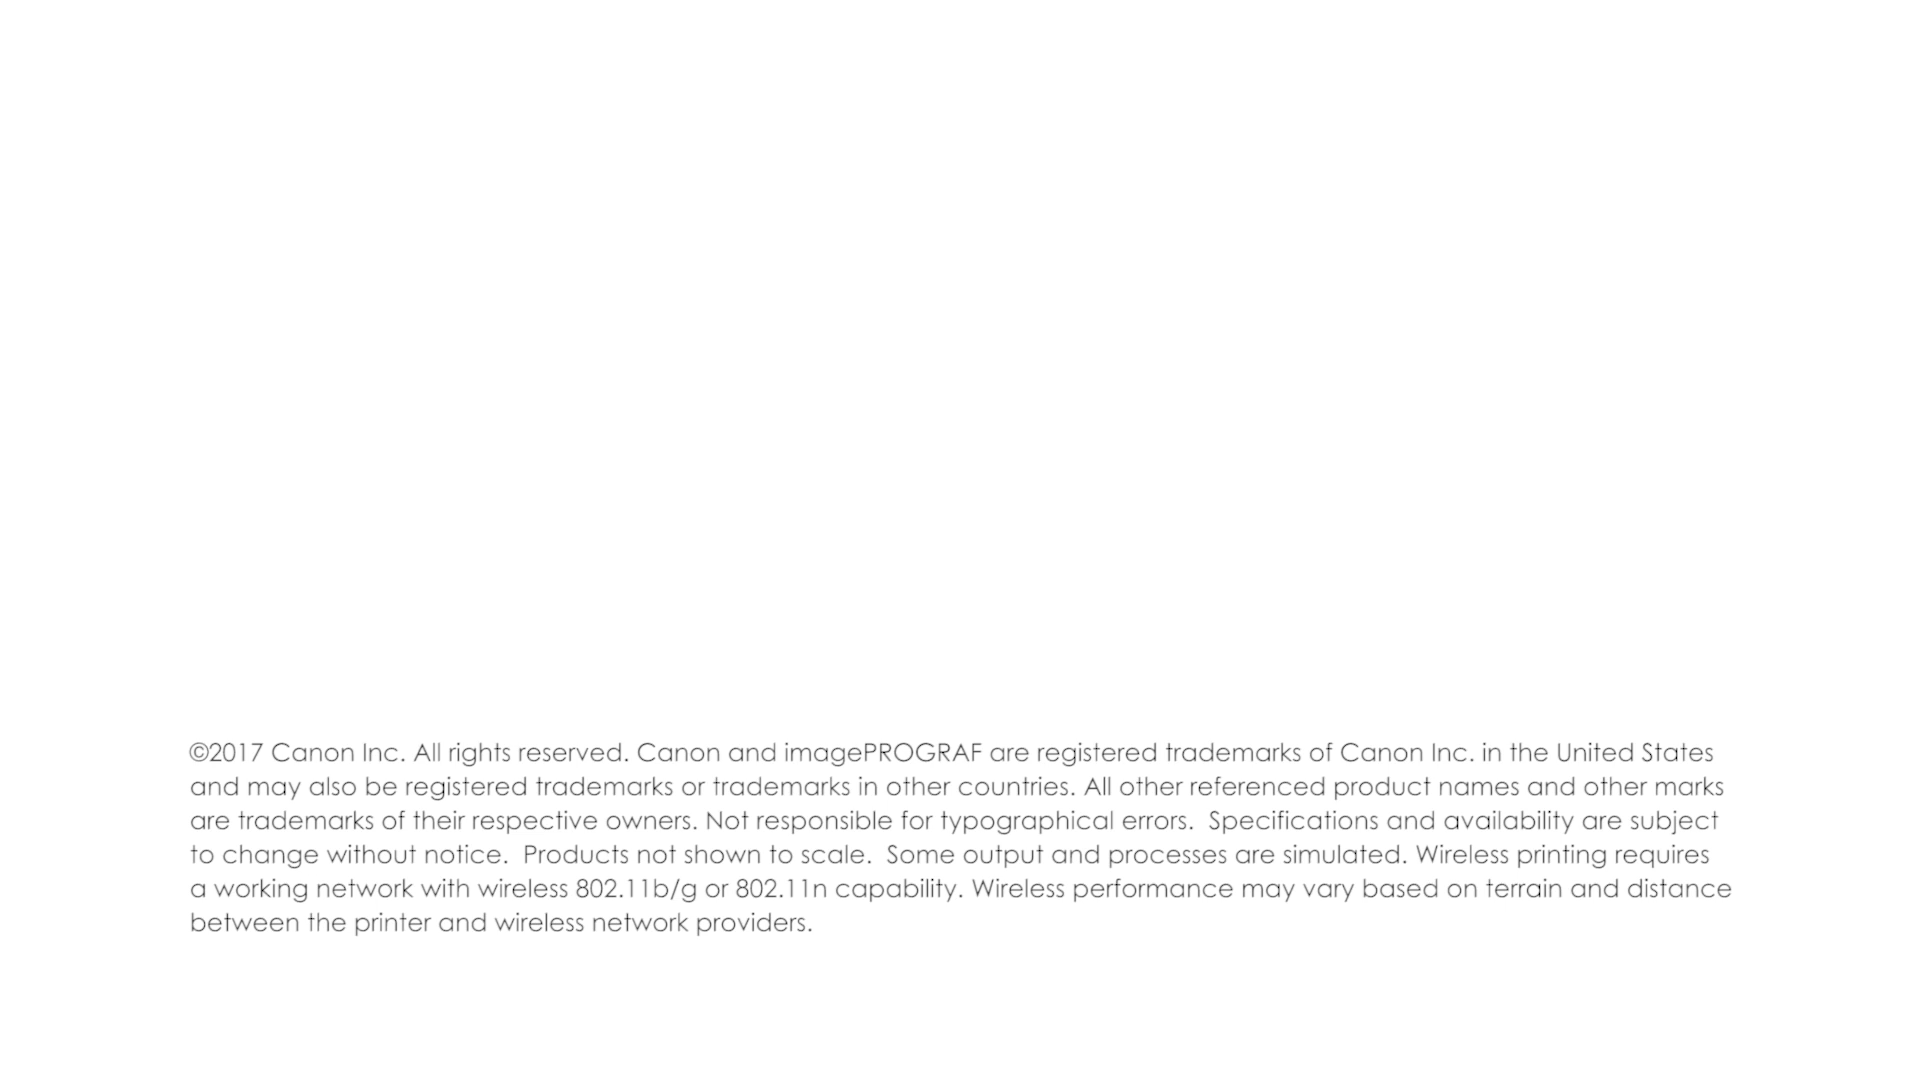 ©2017 Canon Inc. All rights reserved. Canon and imagePROGRAF are registered trademarks of Canon Inc. in the United States
and may also be registered trademarks or trademarks in other countries. All other referenced product names and other marks
are trademarks of their respective owners. Not responsible for typographical errors.  Specifications and availability are subject
to change without notice.  Products not shown to scale.  Some output and processes are simulated. Wireless printing requires
a working network with wireless 802.11b/g or 802.11n capability. Wireless performance may vary based on terrain and distance
between the printer and wireless network providers.